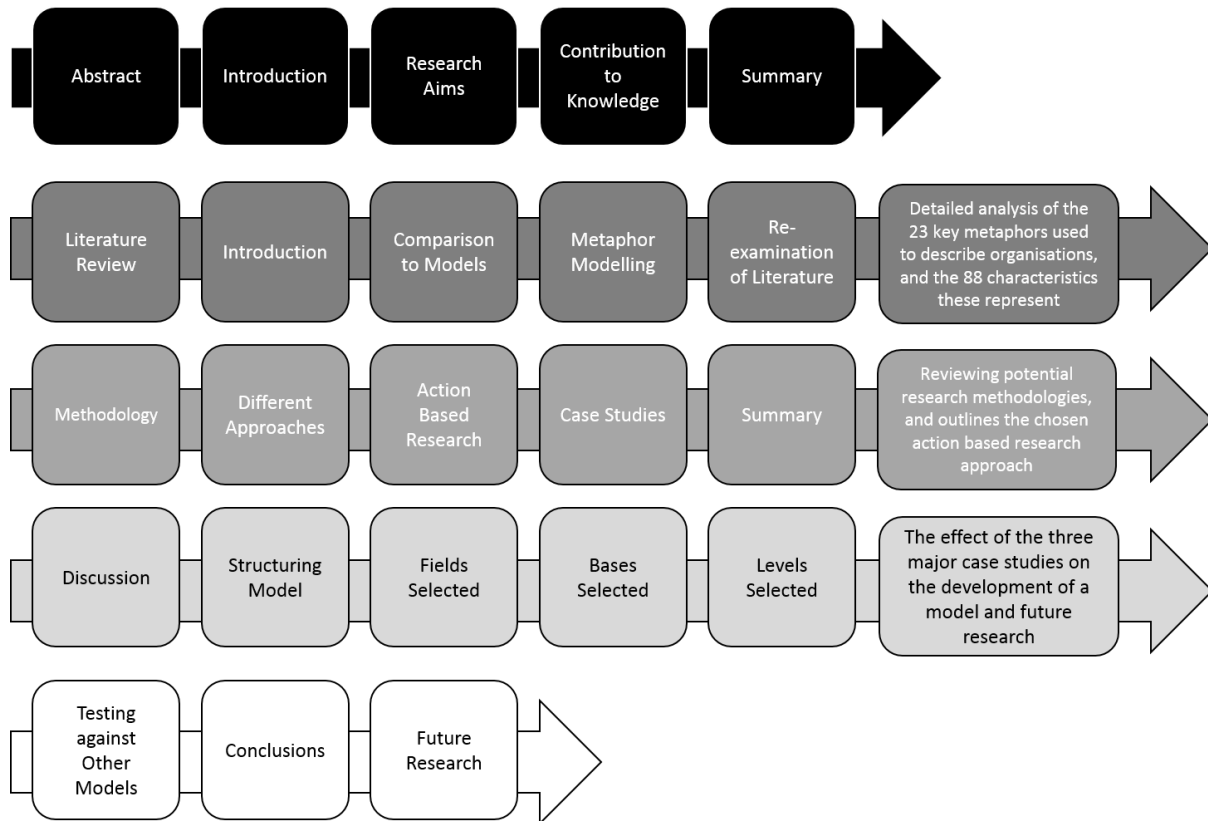 Abstract
Introduction
Research
Aims
Contribution
to
Knowledge
Summary
Literature
Review
Introduction
Comparison
to Models
Metaphor
Modelling
Re-
examination
of Literature
Detailed analysis of the
23 key metaphors used
to describe organisations,
and the 88 characteristics
these represent
Methodology
Different
Approaches
Action
Based
Research
Case Studies
Summary
Reviewing potential
research methodologies,
and outlines the chosen
action based research
approach
Discussion
Structuring
Model
Fields
Selected
Bases
Selected
Levels
Selected
The effect of the three
major case studies on
the development of a
model and future
research
Testing
against
Other
Models
Conclusions
Future
Research